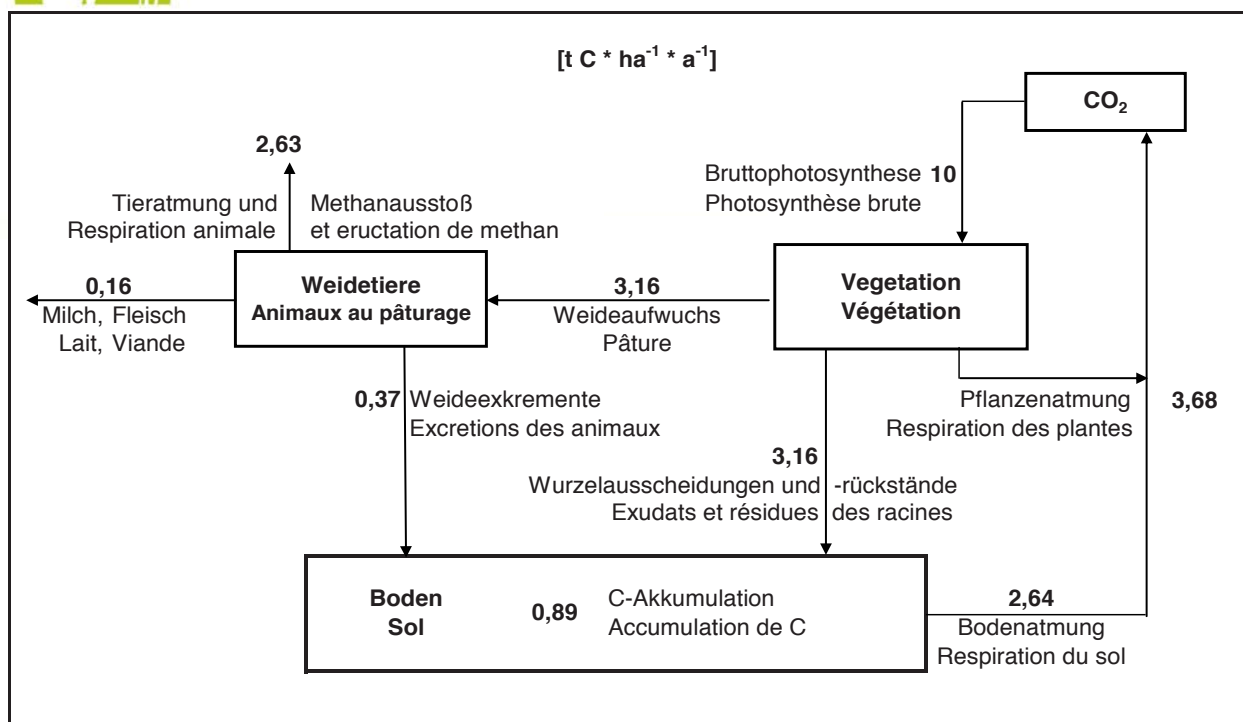 [t C * ha⁻¹ * a⁻¹]
CO₂
2,63
Bruttophotosynthese 10
Photosynthèse brute
Tieratmung und Methanausstoß
Respiration animale et eructation de methan
0,16
Milch, Fleisch
Lait, Viande
Weidetiere
Animaux au pâturage
3,16
Weideaufwuchs
Pâture
Vegetation
Végétation
0,37 Weideexkremente
Excretions des animaux
Pflanzenatmung 3,68
Respiration des plantes
3,16
Wurzelausscheidungen und -rückstände
Exudats et résidues des racines
Boden
Sol
0,89
C-Akkumulation
Accumulation de C
2,64
Bodenatmung
Respiration du sol